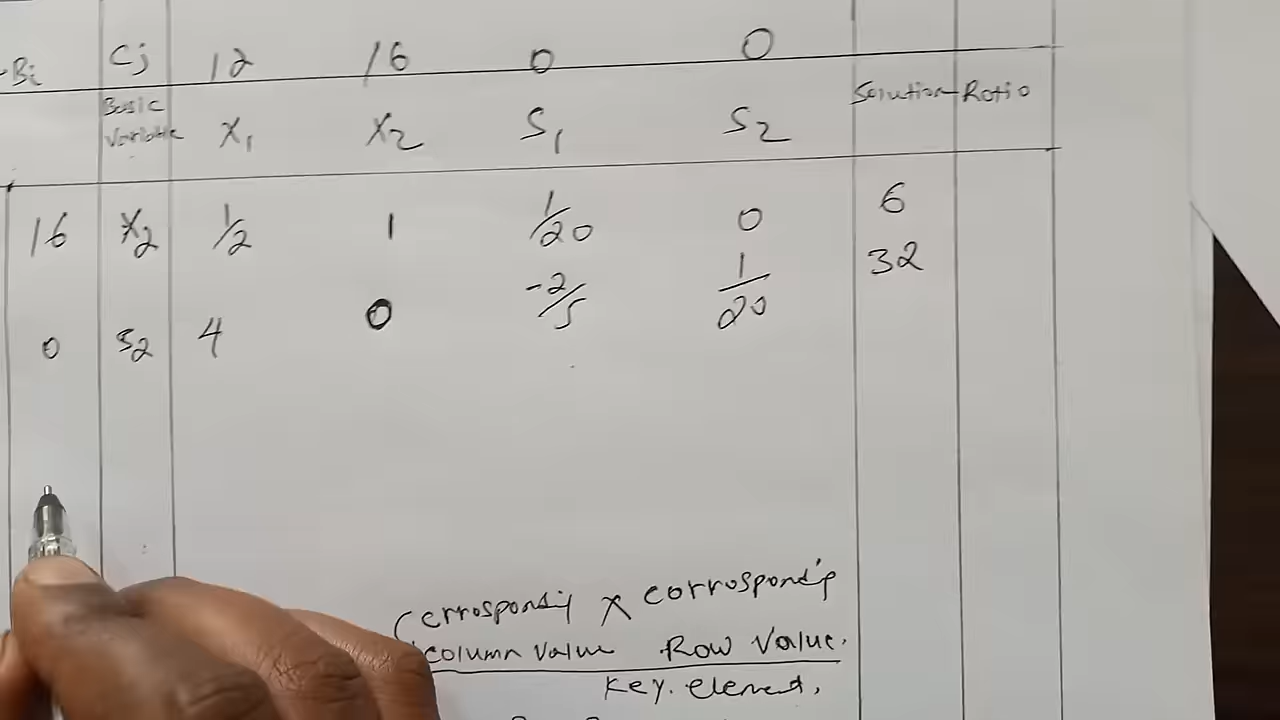 Bi Cj 12 16 0 0
Basic Variable X1 X2 S1 S2 Solution Ratio
16 X2 1/2 1 1/20 0 6
0 S2 4 0 -2/5 1/20 32
(Corresponding column value × corresponding Row value.
Key. element,